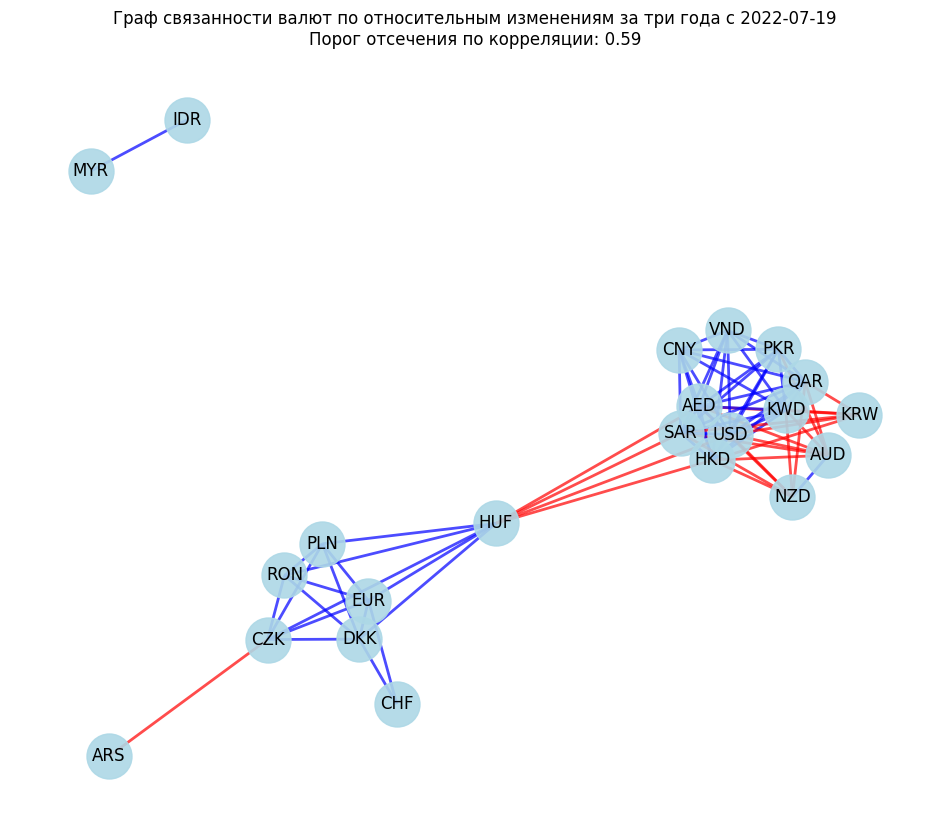 Граф связанности валют по относительным изменениям за три года с 2022-07-19
Порог отсечения по корреляции: 0.59
IDR
MYR
VND
CNY
PKR
QAR
AED
KWD
KRW
SAR
USD
AUD
HKD
NZD
HUF
PLN
RON
EUR
CZK
DKK
CHF
ARS